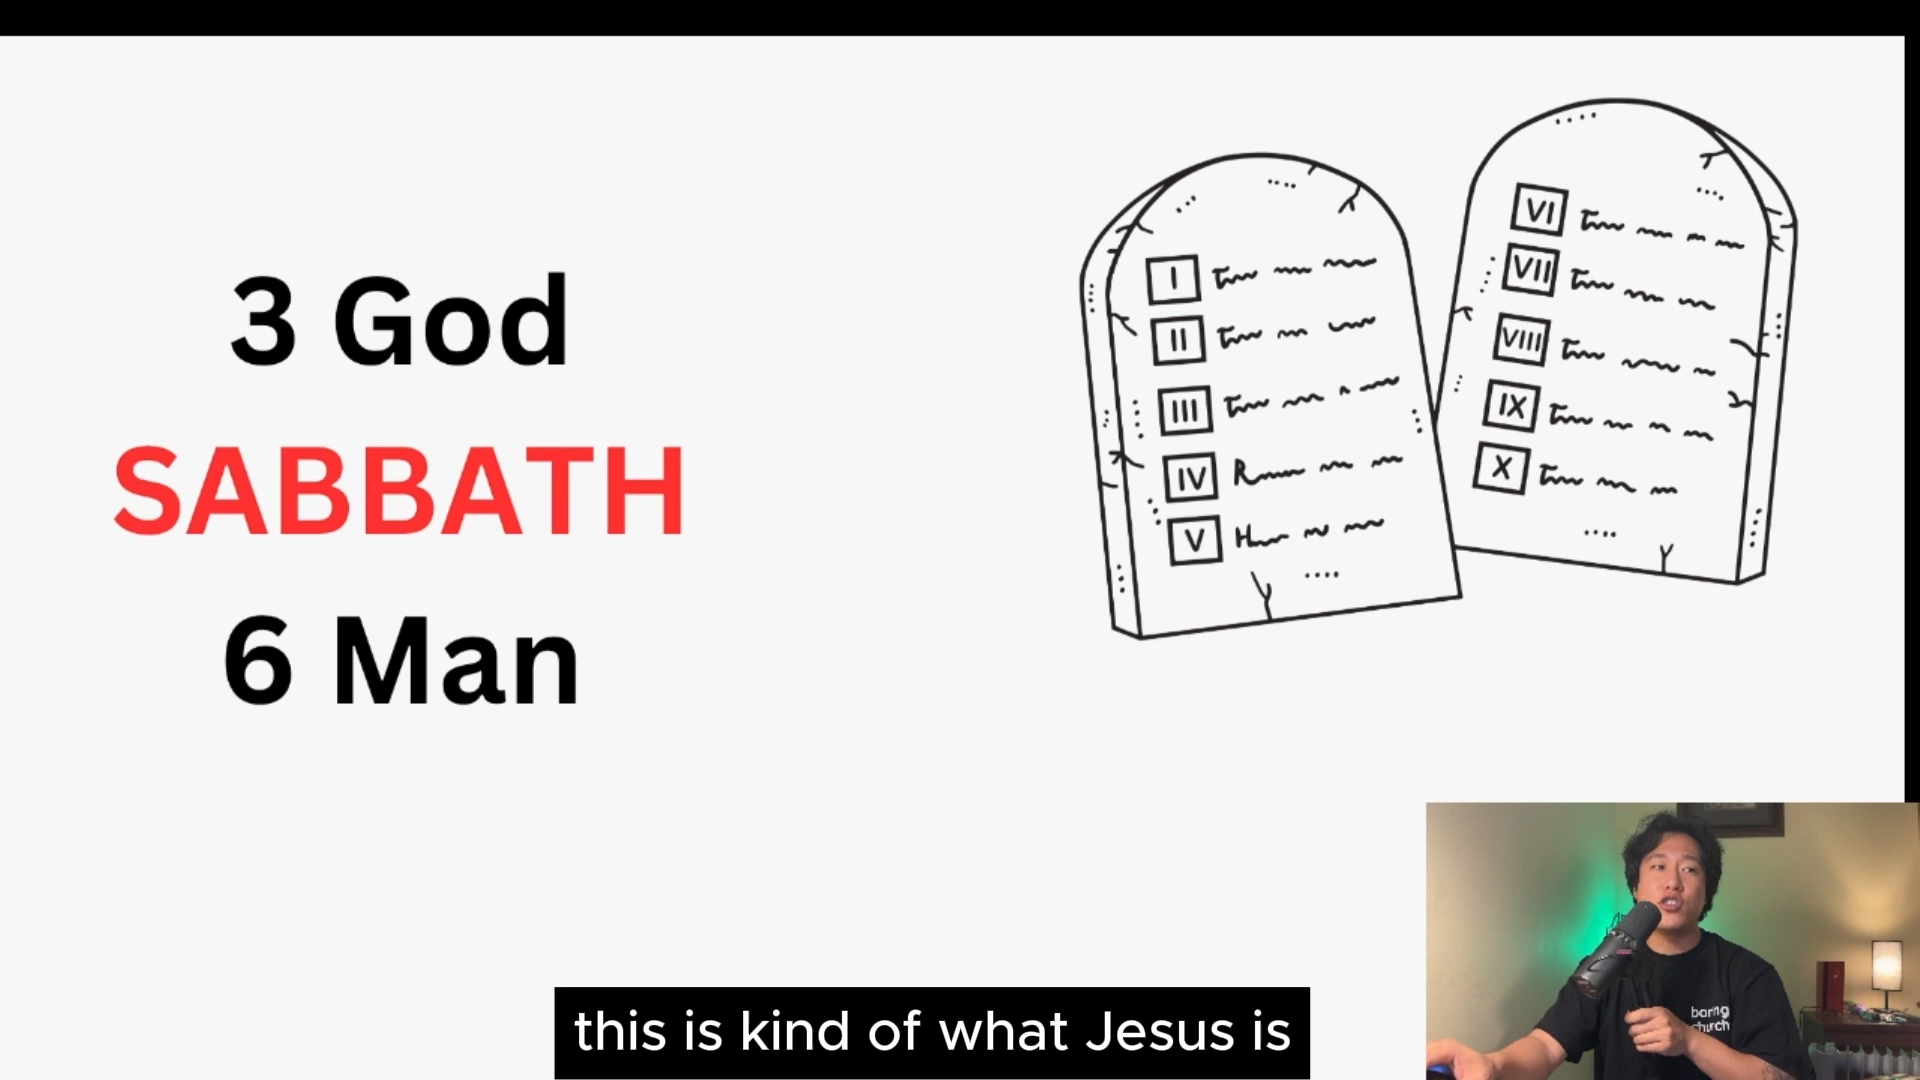 3 God
SABBATH
6 Man
I
II
III
IV
V
VI
VII
VIII
IX
X
boring
church
this is kind of what Jesus is